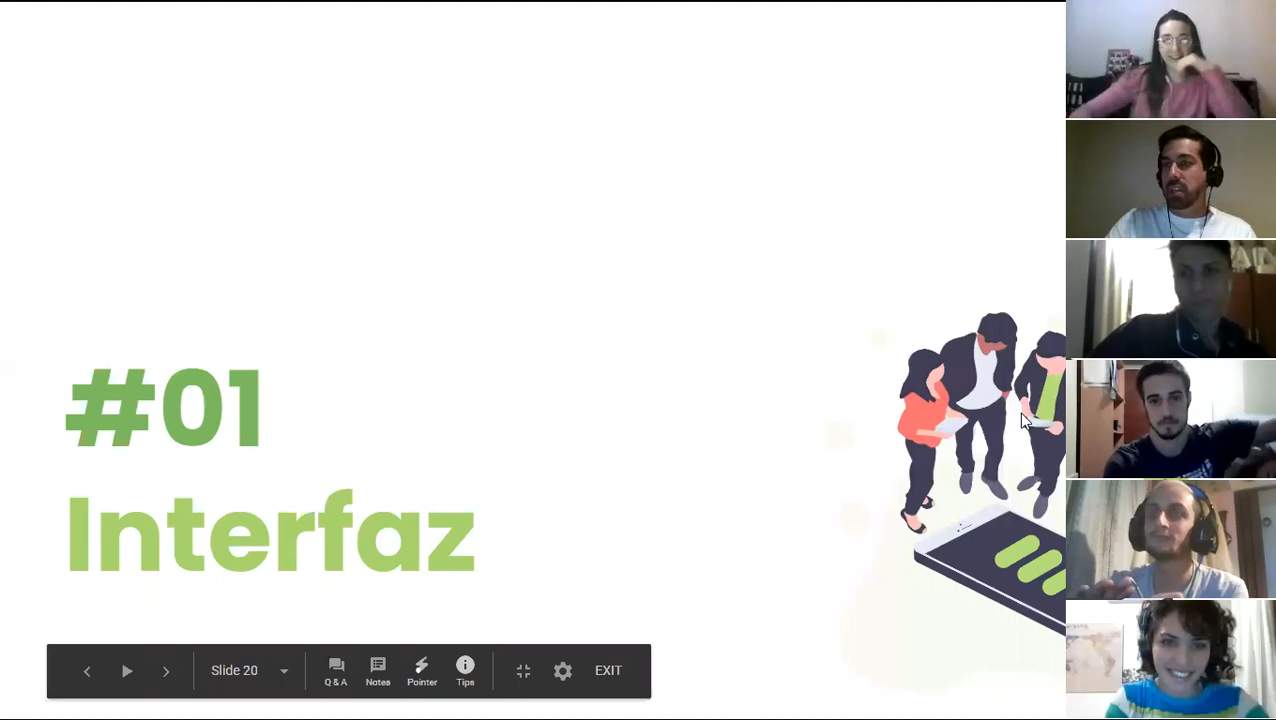 #01
Interfaz
Slide 20
Q & A
Notes
Pointer
Tips
EXIT